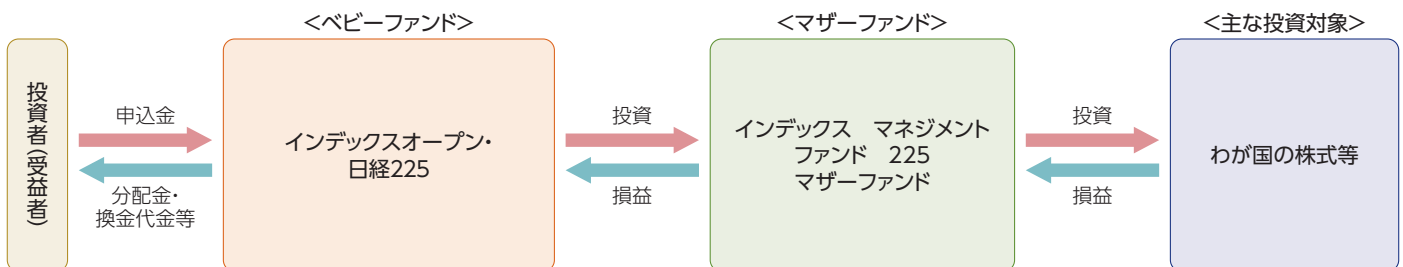 <ベビーファンド>
<マザーファンド>
<主な投資対象>
投資者(受益者)
申込金
分配金・
換金代金等
インデックスオープン・
日経225
投資
損益
インデックス　マネジメント
ファンド　225
マザーファンド
投資
損益
わが国の株式等